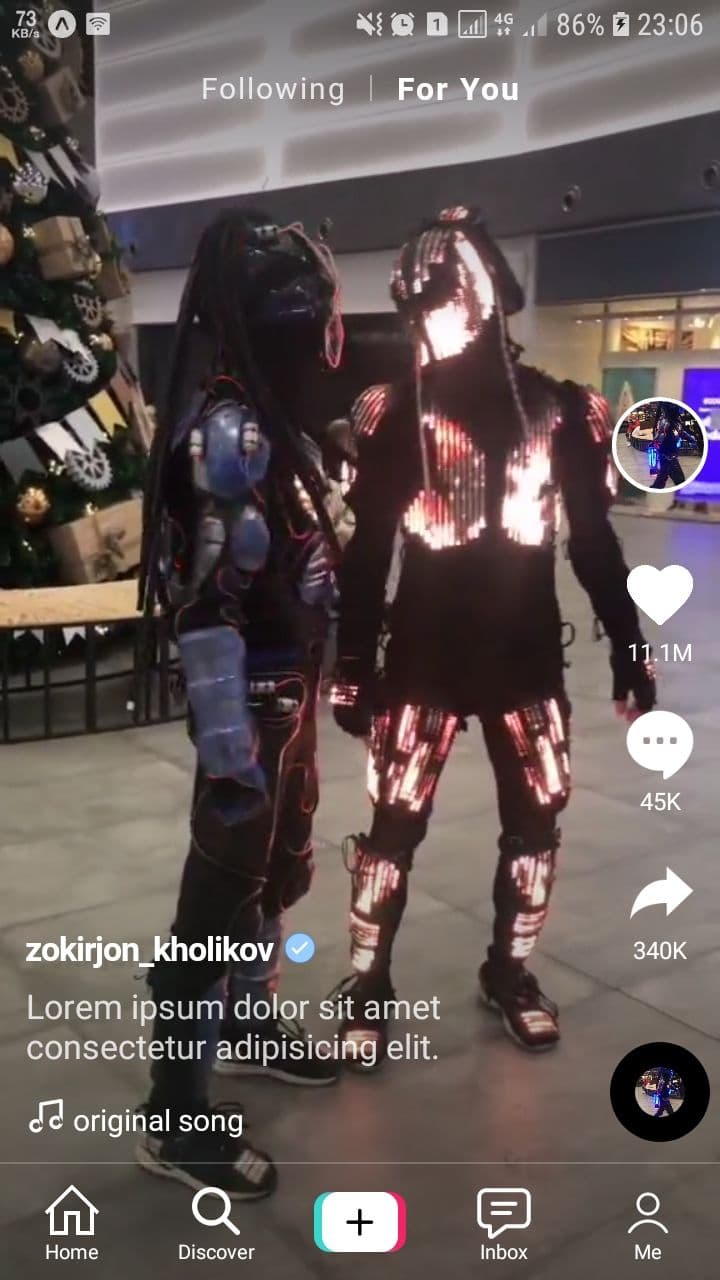 73
KB/s
1
4G
86%
23:06
Following | For You
11.1M
45K
340K
zokirjon_kholikov
Lorem ipsum dolor sit amet
consectetur adipisicing elit.
original song
Home
Discover
Inbox
Me